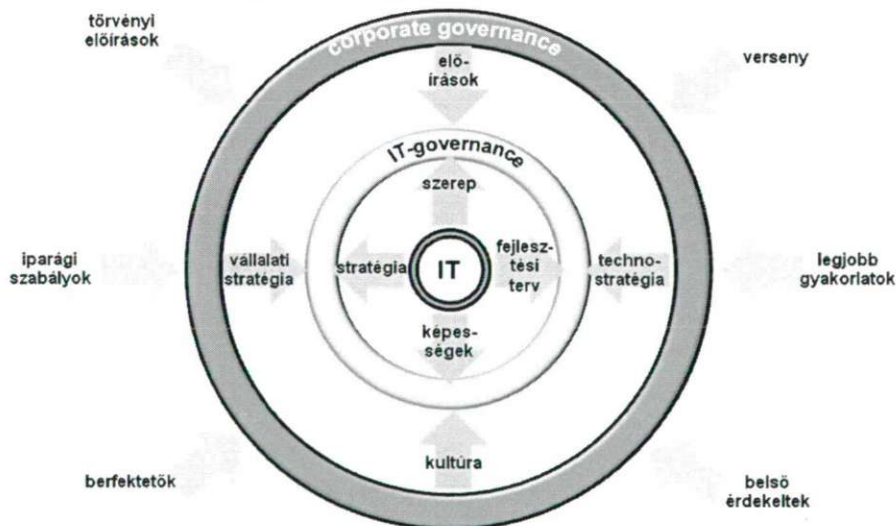 törvényi
előírások
corporate governance
verseny
elő-
írások
IT-governance
szerep
iparági
szabályok
vállalati
stratégia
stratégia
IT
fejlesz-
tési
terv
techno-
stratégia
legjobb
gyakorlatok
képes-
ségek
berfektetők
kultúra
belső
érdekeltek